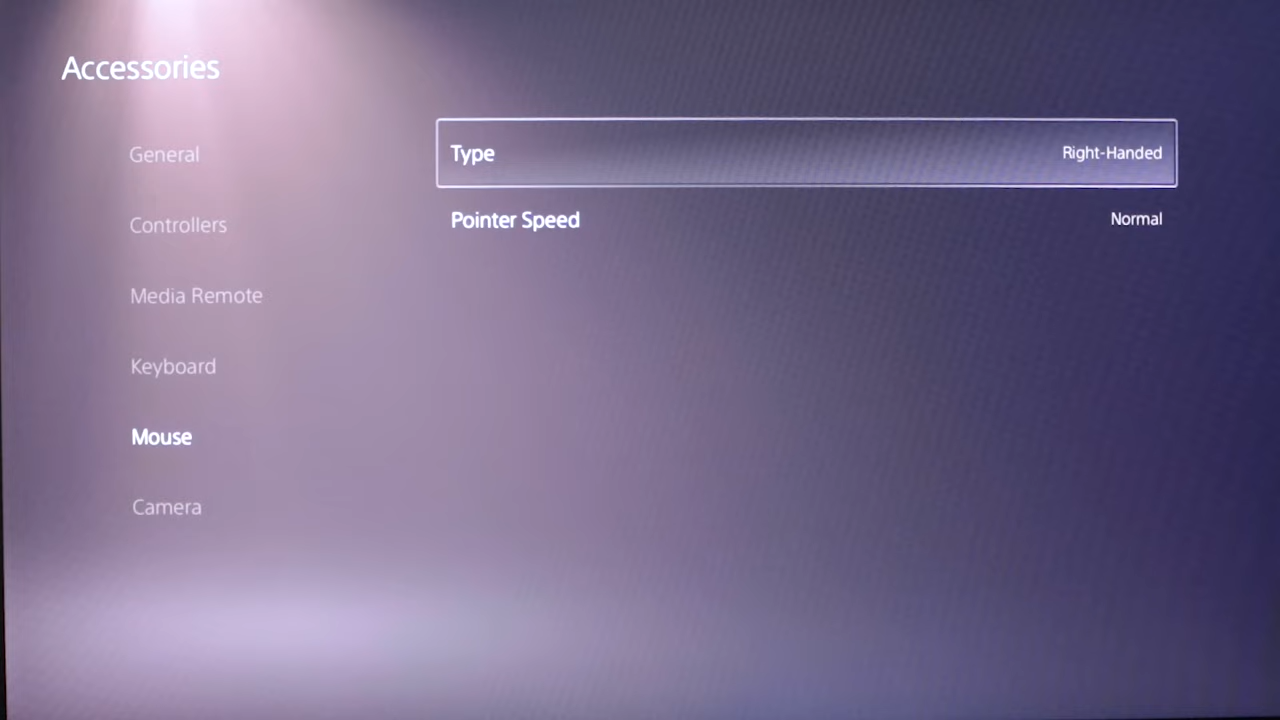 Accessories
General
Controllers
Media Remote
Keyboard
Mouse
Camera
Type Right-Handed
Pointer Speed Normal